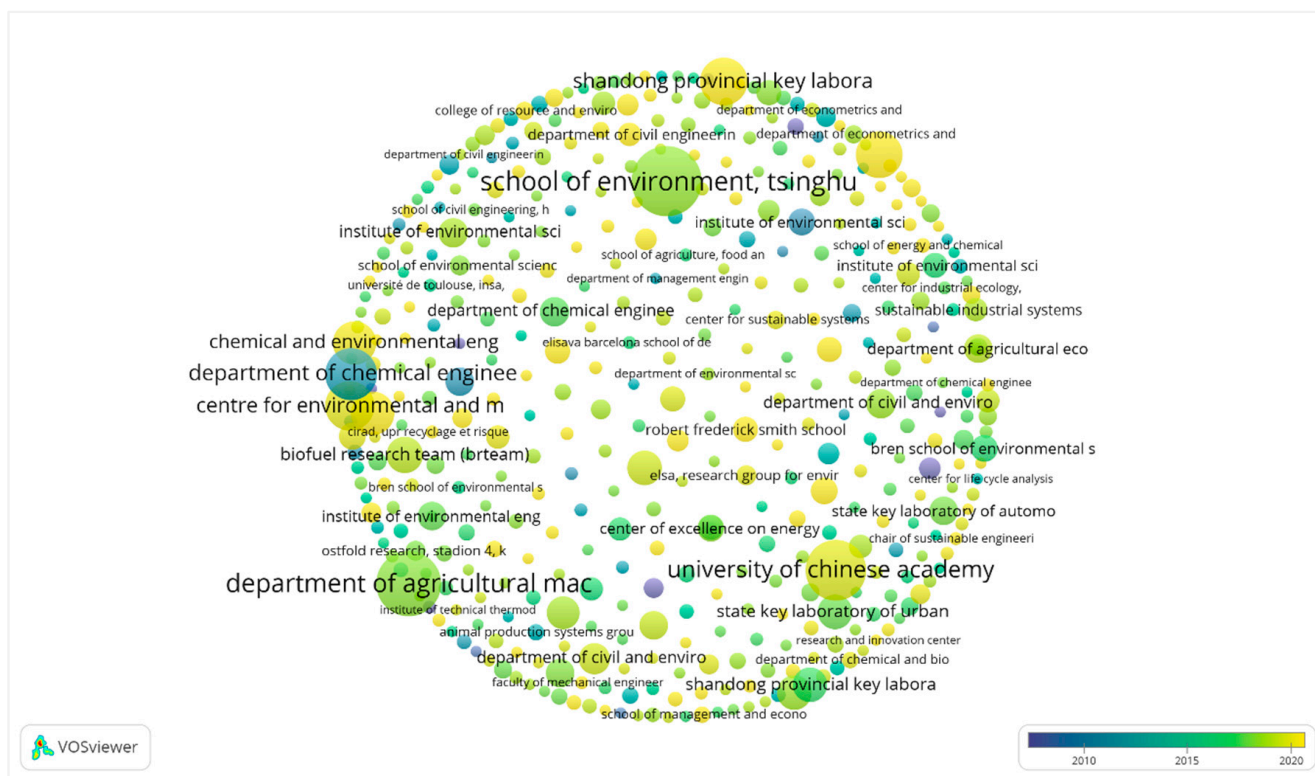 shandong provincial key labora
college of resource and enviro
department of econometrics and
department of civil engineerin
department of econometrics and
department of civil engineerin
school of environment, tsinghu
school of civil engineering, h
institute of environmental sci
institute of environmental sci
school of energy and chemical
school of agriculture, food an
school of environmental scienc
institute of environmental sci
université de toulouse, insa,
department of management engin
center for industrial ecology,
department of chemical enginee
center for sustainable systems
sustainable industrial systems
chemical and environmental eng
elisava barcelona school of de
department of agricultural eco
department of chemical enginee
department of environmental sc
department of chemical enginee
centre for environmental and m
department of civil and enviro
cirad, upr recyclage et risque
robert frederick smith school
biofuel research team (brteam)
bren school of environmental s
elsa, research group for envir
center for life cycle analysis
bren school of environmental s
institute of environmental eng
state key laboratory of automo
center of excellence on energy
chair of sustainable engineeri
ostfold research, stadion 4, k
university of chinese academy
department of agricultural mac
institute of technical thermod
state key laboratory of urban
animal production systems grou
research and innovation center
department of civil and enviro
department of chemical and bio
faculty of mechanical engineer
shandong provincial key labora
school of management and econo
VOSviewer
2010
2015
2020